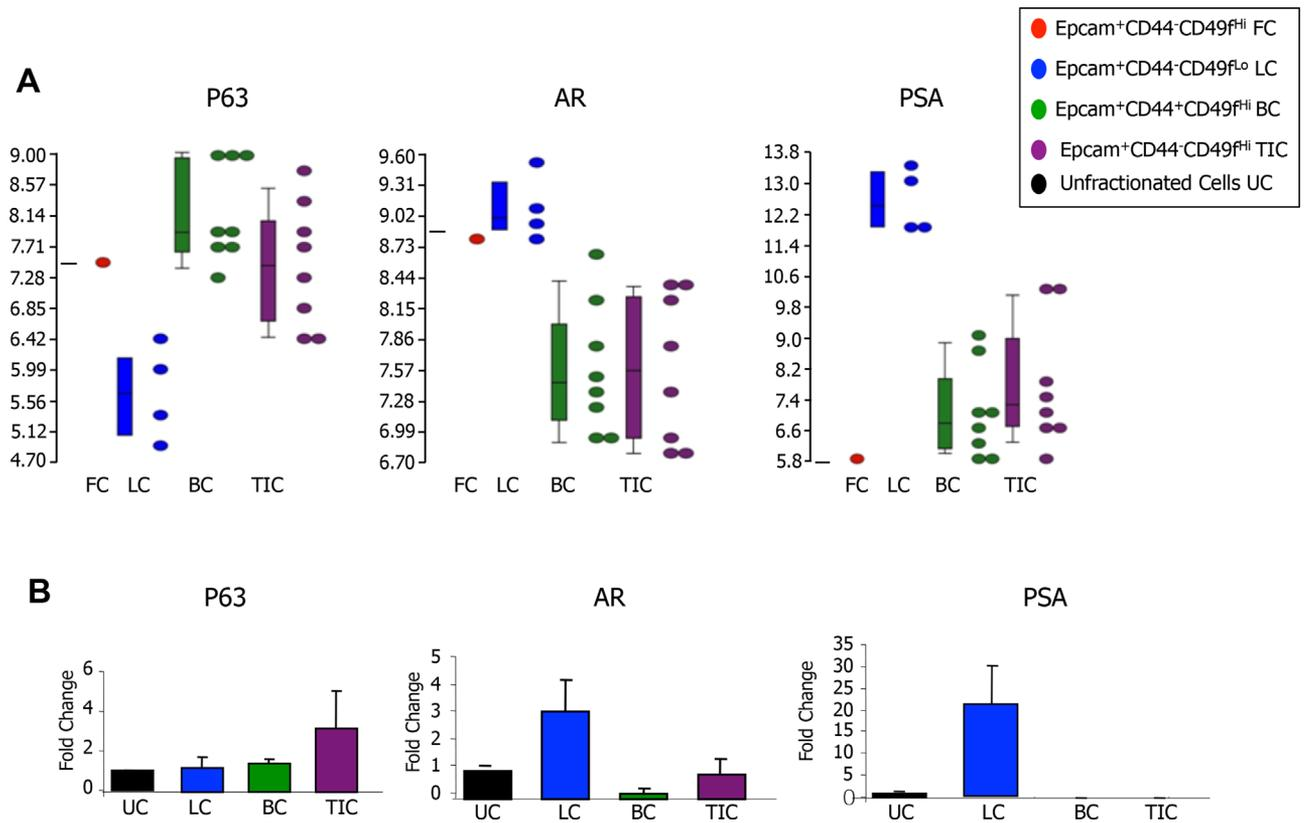 Epcam⁺CD44⁻CD49fᴴⁱ FC
Epcam⁺CD44⁻CD49fᴸᵒ LC
Epcam⁺CD44⁺CD49fᴴⁱ BC
Epcam⁺CD44⁻CD49fᴴⁱ TIC
Unfractionated Cells UC
A
P63
9.00
8.57
8.14
7.71
7.28
6.85
6.42
5.99
5.56
5.12
4.70
FC LC BC TIC
AR
9.60
9.31
9.02
8.73
8.44
8.15
7.86
7.57
7.28
6.99
6.70
FC LC BC TIC
PSA
13.8
13.0
12.2
11.4
10.6
9.8
9.0
8.2
7.4
6.6
5.8
FC LC BC TIC
B
P63
Fold Change
6
4
2
0
UC LC BC TIC
AR
Fold Change
5
4
3
2
1
0
UC LC BC TIC
PSA
Fold Change
35
30
25
20
15
10
5
0
UC LC BC TIC